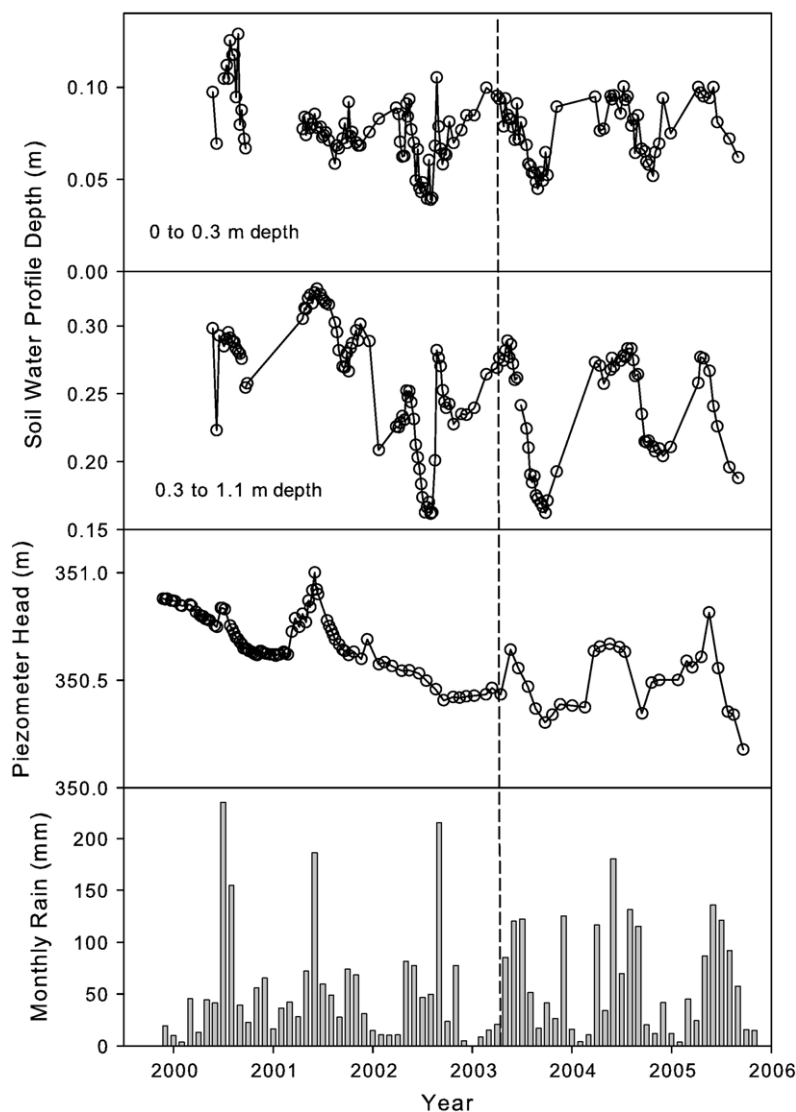 Soil Water Profile Depth (m)
0.10
0.05
0 to 0.3 m depth
0.00
0.30
0.25
0.20
0.3 to 1.1 m depth
0.15
Piezometer Head (m)
351.0
350.5
350.0
Monthly Rain (mm)
200
150
100
50
0
2000 2001 2002 2003 2004 2005 2006
Year